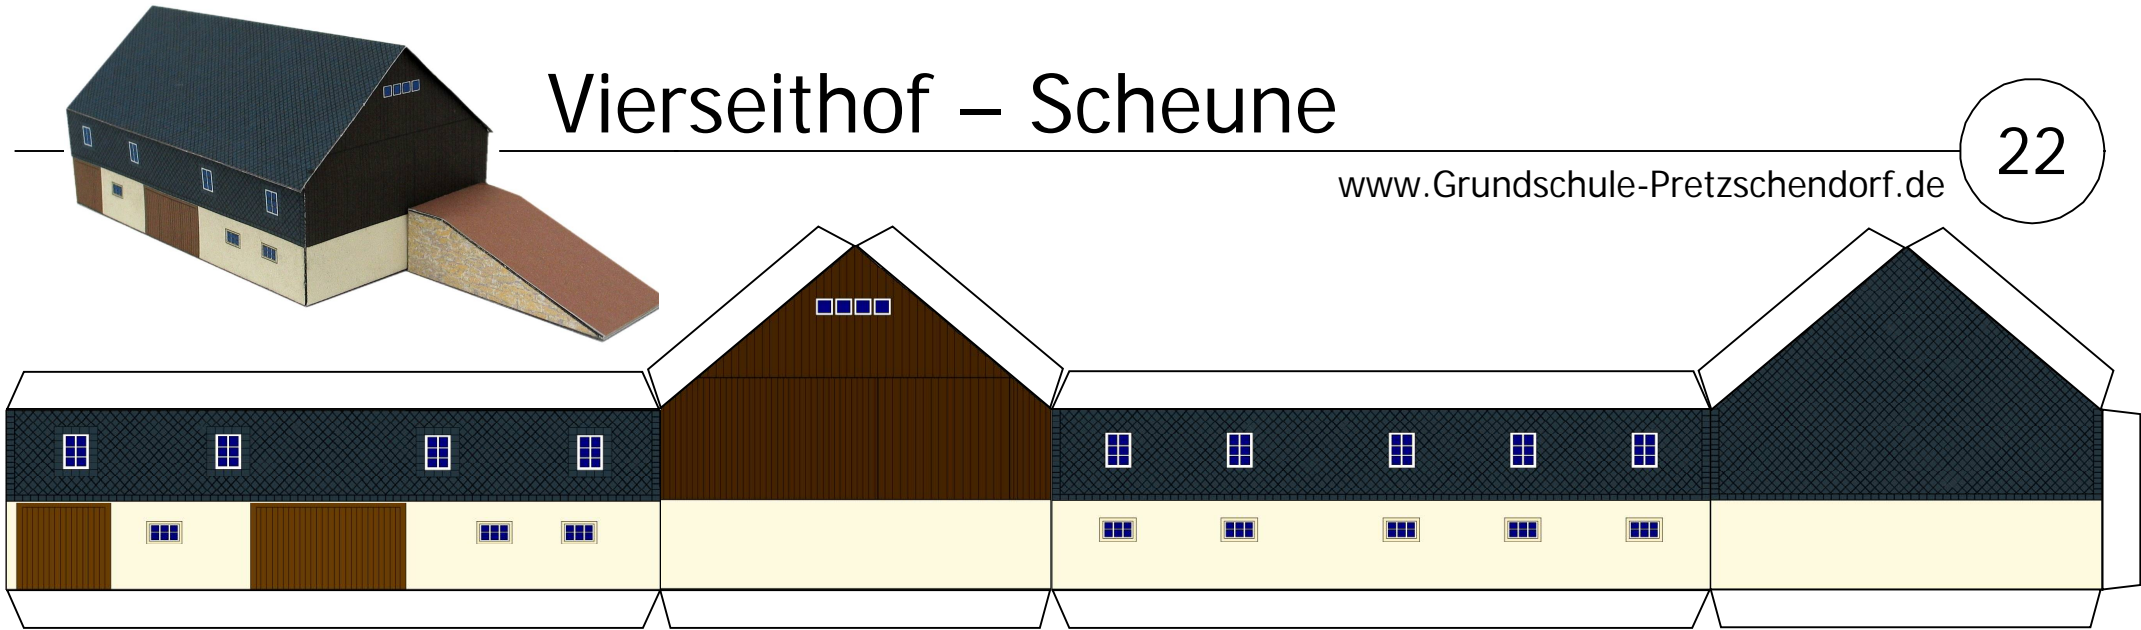 Vierseithof – Scheune
22
www.Grundschule-Pretzschendorf.de